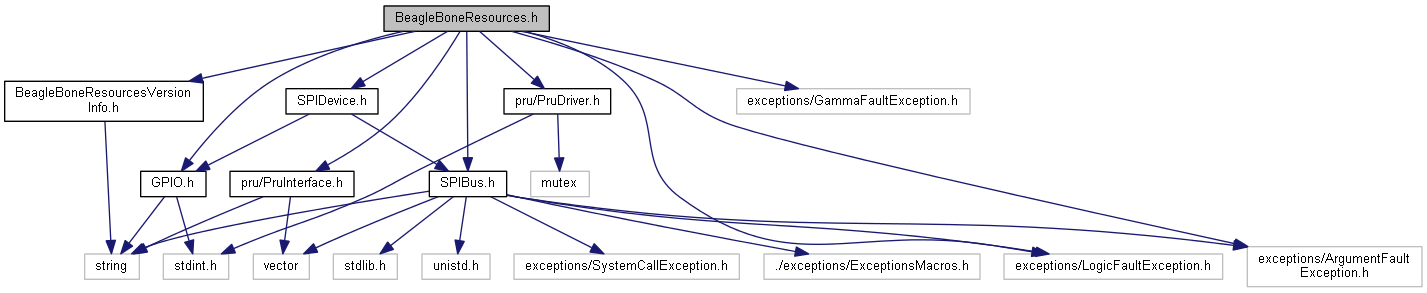 BeagleBoneResources.h
BeagleBoneResourcesVersion
Info.h
SPIDevice.h
pru/PruDriver.h
exceptions/GammaFaultException.h
GPIO.h
pru/PruInterface.h
SPIBus.h
mutex
string
stdint.h
vector
stdlib.h
unistd.h
exceptions/SystemCallException.h
./exceptions/ExceptionsMacros.h
exceptions/LogicFaultException.h
exceptions/ArgumentFault
Exception.h